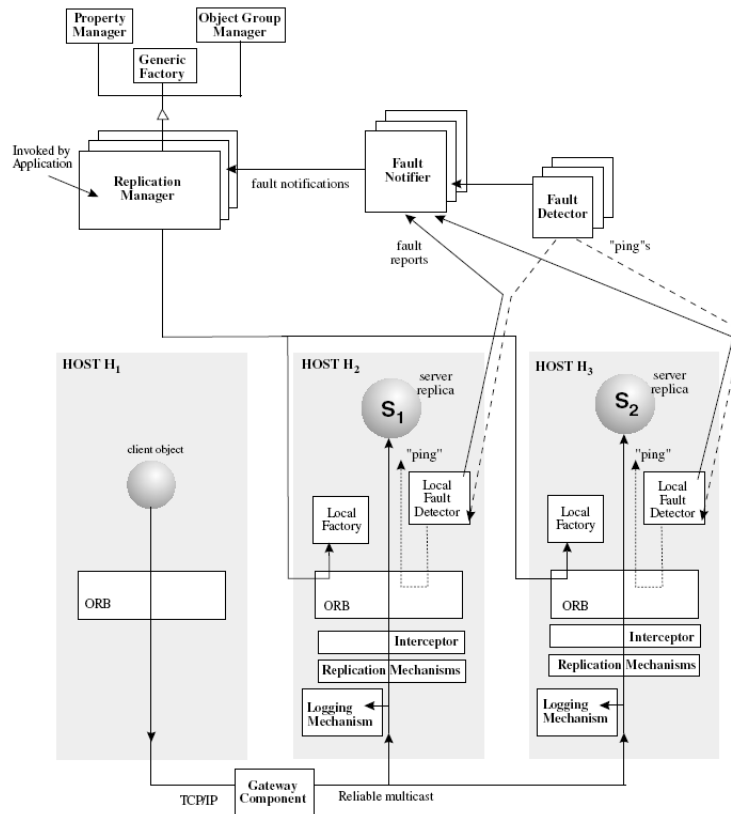 Property
Manager
Object Group
Manager
Generic
Factory
Invoked by
Application
Replication
Manager
fault notifications
Fault
Notifier
Fault
Detector
fault
reports
"ping"s
HOST H1
client object
ORB
HOST H2
S1
server
replica
"ping"
Local
Fault
Detector
Local
Factory
ORB
Interceptor
Replication Mechanisms
Logging
Mechanism
HOST H3
S2
server
replica
"ping"
Local
Fault
Detector
Local
Factory
ORB
Interceptor
Replication Mechanisms
Logging
Mechanism
TCP/IP
Gateway
Component
Reliable multicast